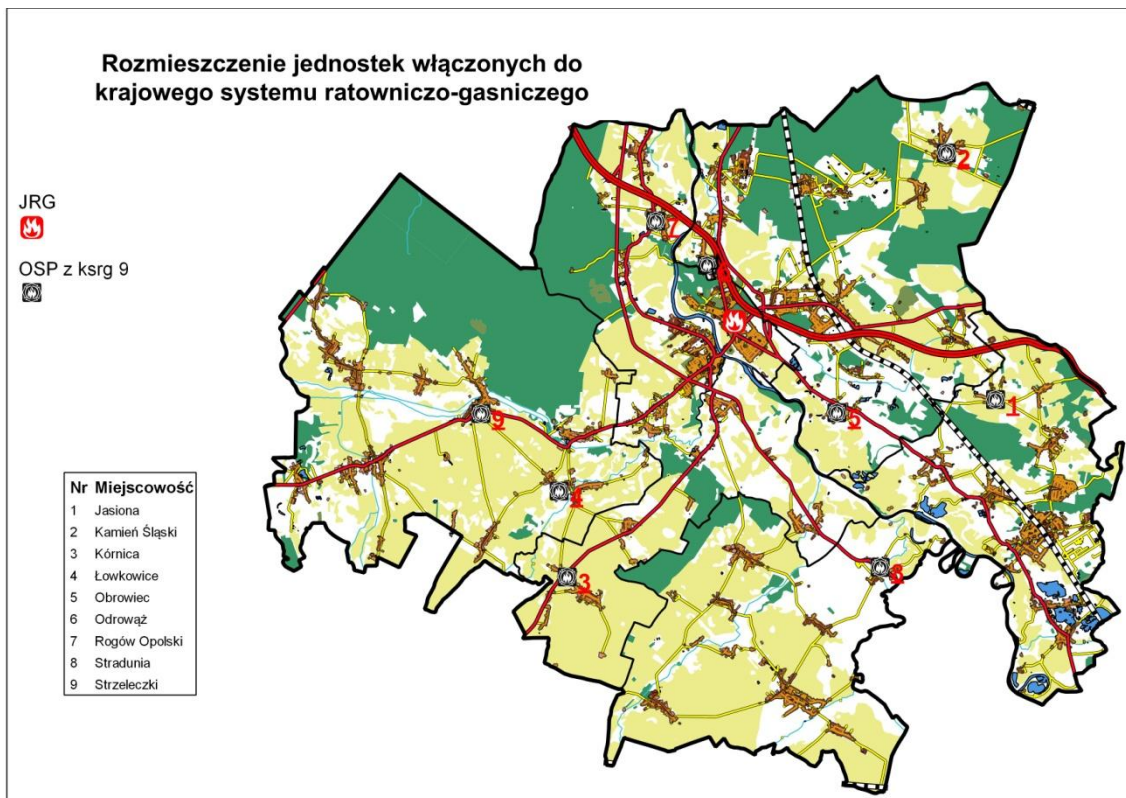 Rozmieszczenie jednostek włączonych do
krajowego systemu ratowniczo-gasniczego
JRG
OSP z ksrg 9
2
7
1
5
9
4
3
Nr Miejscowość
1 Jasiona
2 Kamień Śląski
3 Kórnica
4 Łowkowice
5 Obrowiec
6 Odrowąż
7 Rogów Opolski
8 Stradunia
9 Strzeleczki